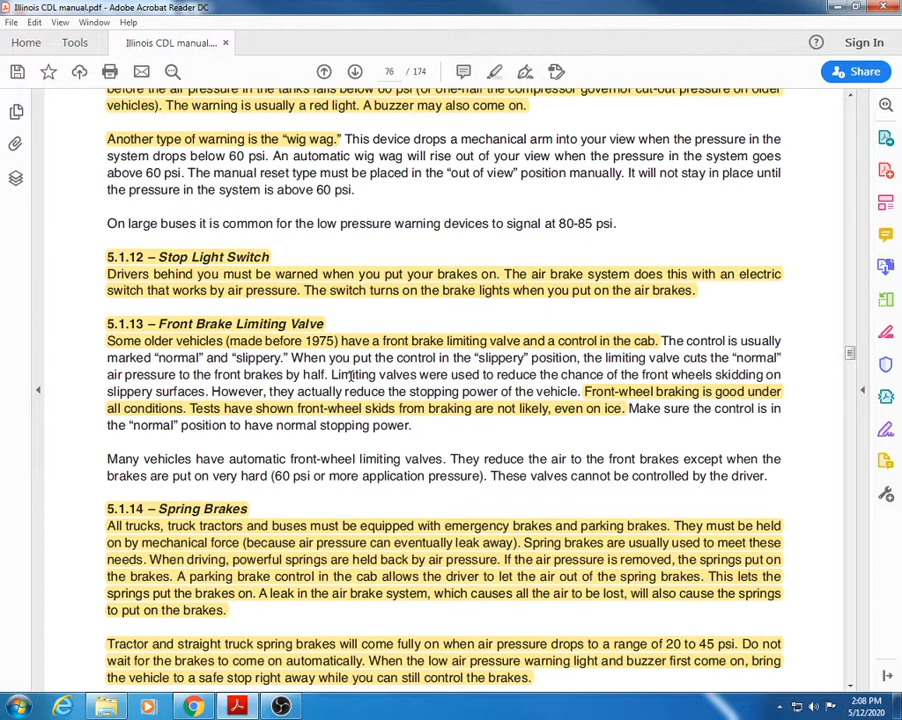 Illinois CDL manual.pdf - Adobe Acrobat Reader DC
File Edit View Window Help
Home Tools Illinois CDL manual.... × Sign In
76 / 174 Share
before the air pressure in the tanks falls below 60 psi (or one-half the compressor governor cut-out pressure on older
vehicles). The warning is usually a red light. A buzzer may also come on.
Another type of warning is the “wig wag.” This device drops a mechanical arm into your view when the pressure in the
system drops below 60 psi. An automatic wig wag will rise out of your view when the pressure in the system goes
above 60 psi. The manual reset type must be placed in the “out of view” position manually. It will not stay in place until
the pressure in the system is above 60 psi.
On large buses it is common for the low pressure warning devices to signal at 80-85 psi.
5.1.12 – Stop Light Switch
Drivers behind you must be warned when you put your brakes on. The air brake system does this with an electric
switch that works by air pressure. The switch turns on the brake lights when you put on the air brakes.
5.1.13 – Front Brake Limiting Valve
Some older vehicles (made before 1975) have a front brake limiting valve and a control in the cab. The control is usually
marked “normal” and “slippery.” When you put the control in the “slippery” position, the limiting valve cuts the “normal”
air pressure to the front brakes by half. Limiting valves were used to reduce the chance of the front wheels skidding on
slippery surfaces. However, they actually reduce the stopping power of the vehicle. Front-wheel braking is good under
all conditions. Tests have shown front-wheel skids from braking are not likely, even on ice. Make sure the control is in
the “normal” position to have normal stopping power.
Many vehicles have automatic front-wheel limiting valves. They reduce the air to the front brakes except when the
brakes are put on very hard (60 psi or more application pressure). These valves cannot be controlled by the driver.
5.1.14 – Spring Brakes
All trucks, truck tractors and buses must be equipped with emergency brakes and parking brakes. They must be held
on by mechanical force (because air pressure can eventually leak away). Spring brakes are usually used to meet these
needs. When driving, powerful springs are held back by air pressure. If the air pressure is removed, the springs put on
the brakes. A parking brake control in the cab allows the driver to let the air out of the spring brakes. This lets the
springs put the brakes on. A leak in the air brake system, which causes all the air to be lost, will also cause the springs
to put on the brakes.
Tractor and straight truck spring brakes will come fully on when air pressure drops to a range of 20 to 45 psi. Do not
wait for the brakes to come on automatically. When the low air pressure warning light and buzzer first come on, bring
the vehicle to a safe stop right away while you can still control the brakes.
2:08 PM
5/12/2020